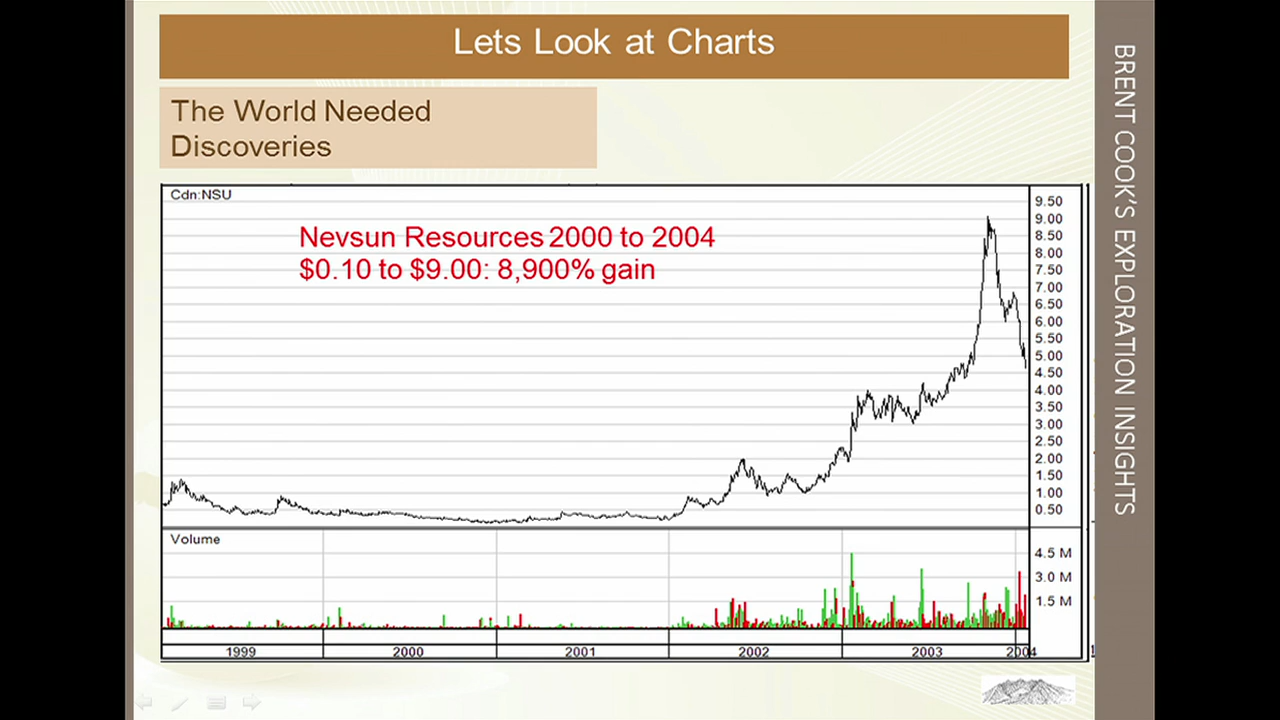 Lets Look at Charts
The World Needed
Discoveries
Cdn:NSU
Nevsun Resources 2000 to 2004
$0.10 to $9.00: 8,900% gain
9.50
9.00
8.50
8.00
7.50
7.00
6.50
6.00
5.50
5.00
4.50
4.00
3.50
3.00
2.50
2.00
1.50
1.00
0.50
Volume
4.5 M
3.0 M
1.5 M
1999 2000 2001 2002 2003 2004
BRENT COOK'S EXPLORATION INSIGHTS